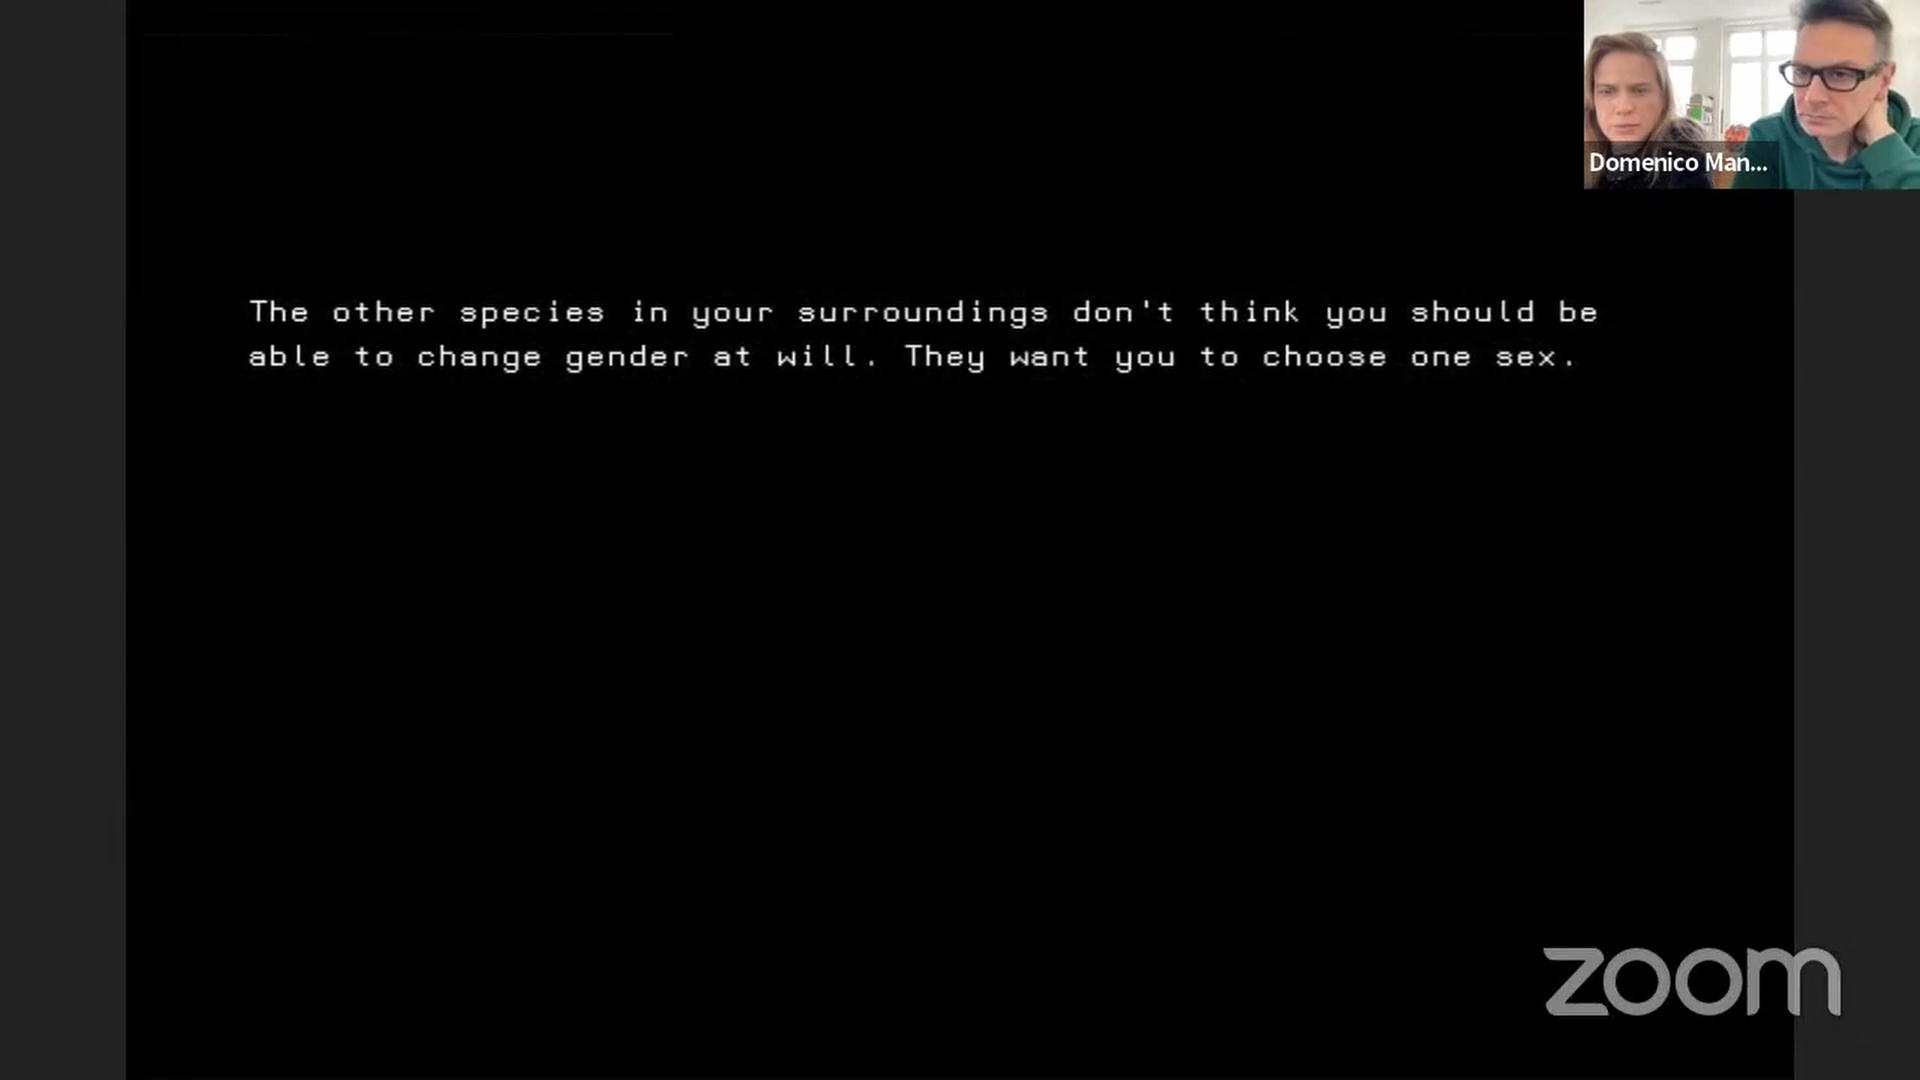 Domenico Man...
The other species in your surroundings don't think you should be
able to change gender at will. They want you to choose one sex.
zoom